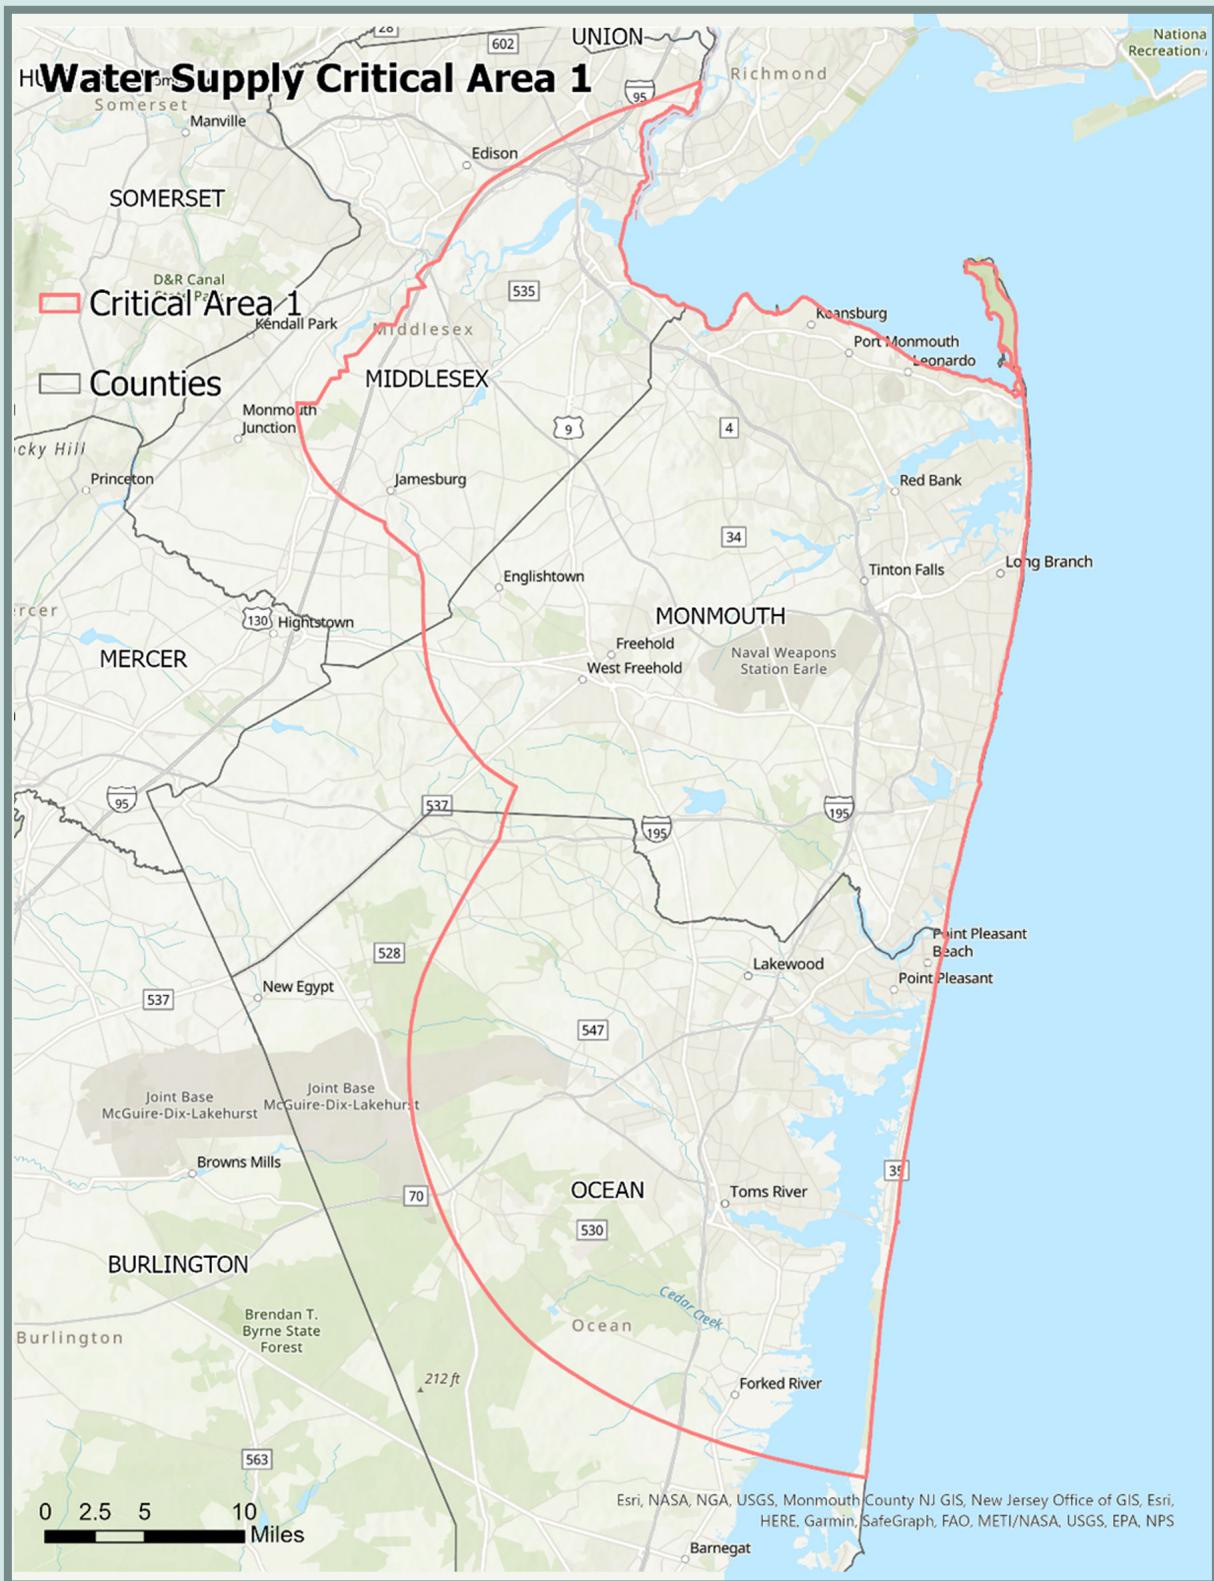 28
UNION
602
National
Recreation
Water Supply Critical Area 1
Richmond
95
Somerset
Manville
Edison
SOMERSET
D&R Canal
State Park
535
Critical Area 1
Keansburg
Kendall Park
Middlesex
Port Monmouth
Leonardo
MIDDLESEX
Counties
Monmouth
Junction
9
4
Rocky Hill
Princeton
Jamesburg
Red Bank
34
Long Branch
Tinton Falls
Englishtown
Mercer
130
Hightstown
MONMOUTH
Freehold
Naval Weapons
Station Earle
MERCER
West Freehold
95
537
195
195
Point Pleasant
Beach
528
Lakewood
Point Pleasant
New Egypt
537
547
Joint Base
McGuire-Dix-Lakehurst
Joint Base
McGuire-Dix-Lakehurst
Browns Mills
35
70
OCEAN
Toms River
530
BURLINGTON
Cedar Creek
Brendan T.
Byrne State
Forest
Burlington
Ocean
212 ft
Forked River
563
0 2.5 5 10
Miles
Esri, NASA, NGA, USGS, Monmouth County NJ GIS, New Jersey Office of GIS, Esri,
HERE, Garmin, SafeGraph, FAO, METI/NASA, USGS, EPA, NPS
Barnegat